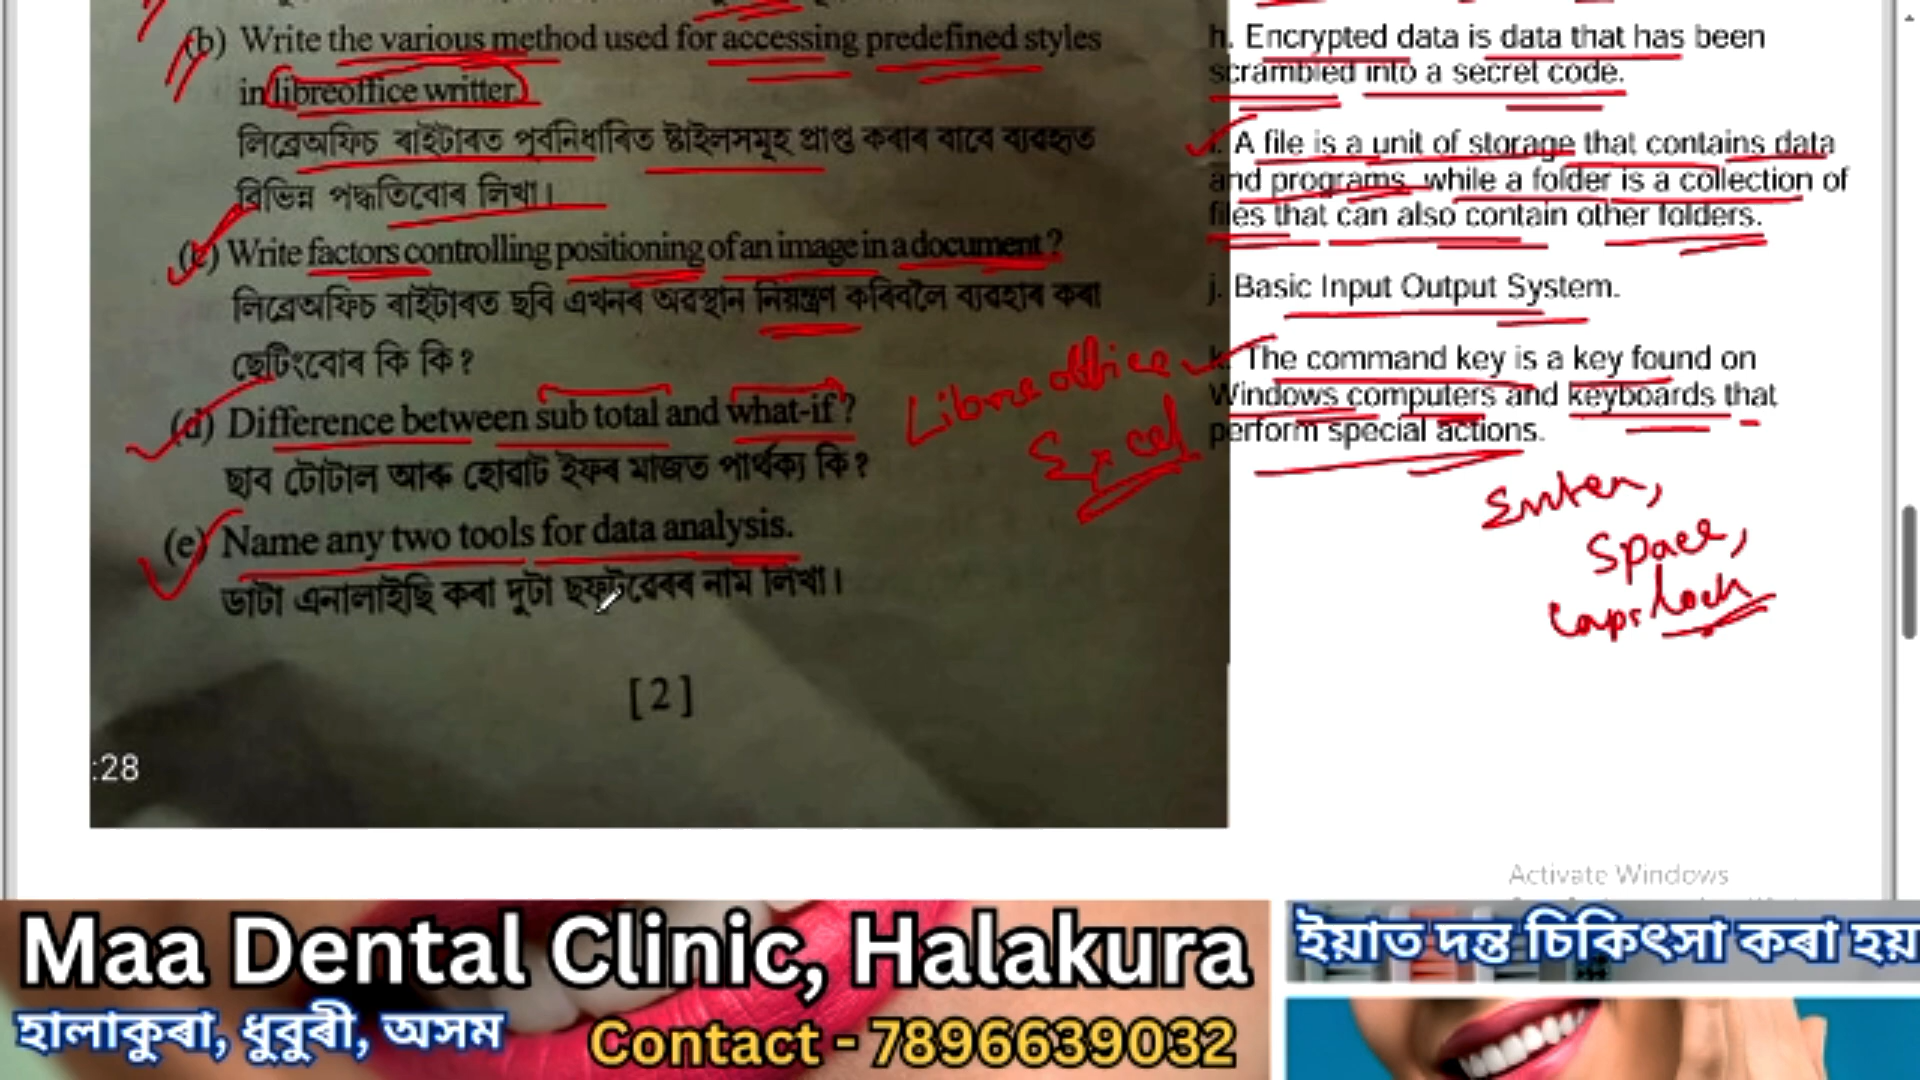 (b) Write the various method used for accessing predefined styles
in libreoffice writter.
লিব্ৰেঅফিচ ৰাইটাৰত পূৰ্বনিৰ্ধাৰিত ষ্টাইলসমূহ প্ৰাপ্ত কৰাৰ বাবে ব্যৱহৃত
বিভিন্ন পদ্ধতিবোৰ লিখা।
(c) Write factors controlling positioning of an image in a document?
লিব্ৰেঅফিচ ৰাইটাৰত ছবি এখনৰ অৱস্থান নিয়ন্ত্ৰণ কৰিবলৈ ব্যৱহাৰ কৰা
ছেটিংবোৰ কি কি?
(d) Difference between sub total and what-if?
ছাব টোটাল আৰু হোৱাট ইফৰ মাজত পাৰ্থক্য কি?
(e) Name any two tools for data analysis.
ডাটা এনালাইছি কৰা দুটা ছফ্টৱেৰৰ নাম লিখা।
[2]
:28
Libreoffice
Excel
h. Encrypted data is data that has been
scrambled into a secret code.
A file is a unit of storage that contains data
and programs, while a folder is a collection of
files that can also contain other folders.
j. Basic Input Output System.
k. The command key is a key found on
Windows computers and keyboards that
perform special actions.
Enter,
Space,
Caps lock
Activate Windows
Maa Dental Clinic, Halakura
হালাকুৰা, ধুবুৰী, অসম
Contact - 7896639032
ইয়াত দন্ত চিকিৎসা কৰা হয়